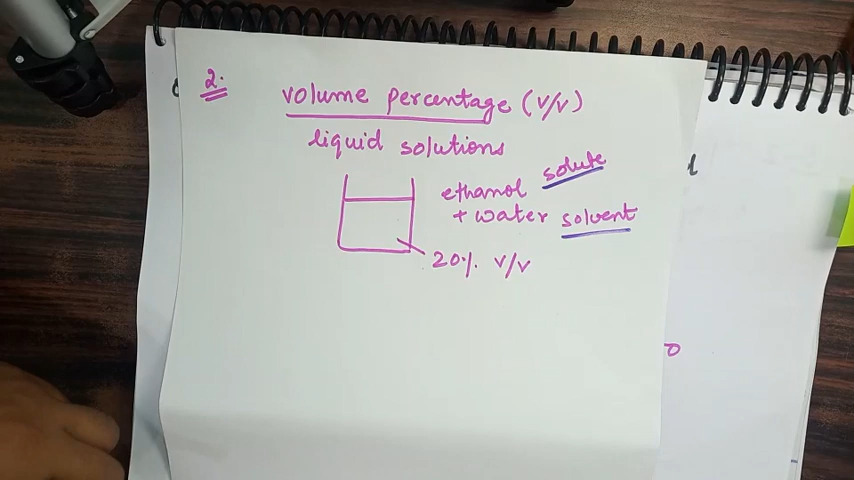 2.
volume percentage (v/v)
liquid solutions
ethanol solute
+ water solvent
20% v/v